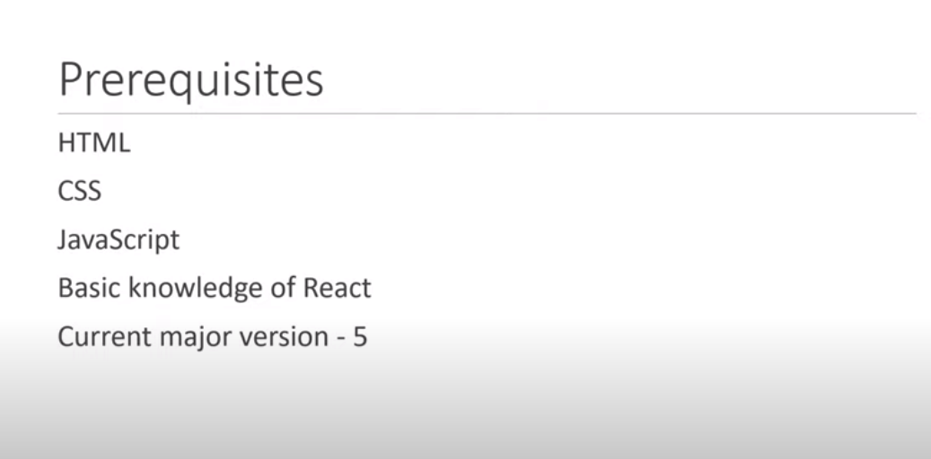 Prerequisites
HTML
CSS
JavaScript
Basic knowledge of React
Current major version - 5